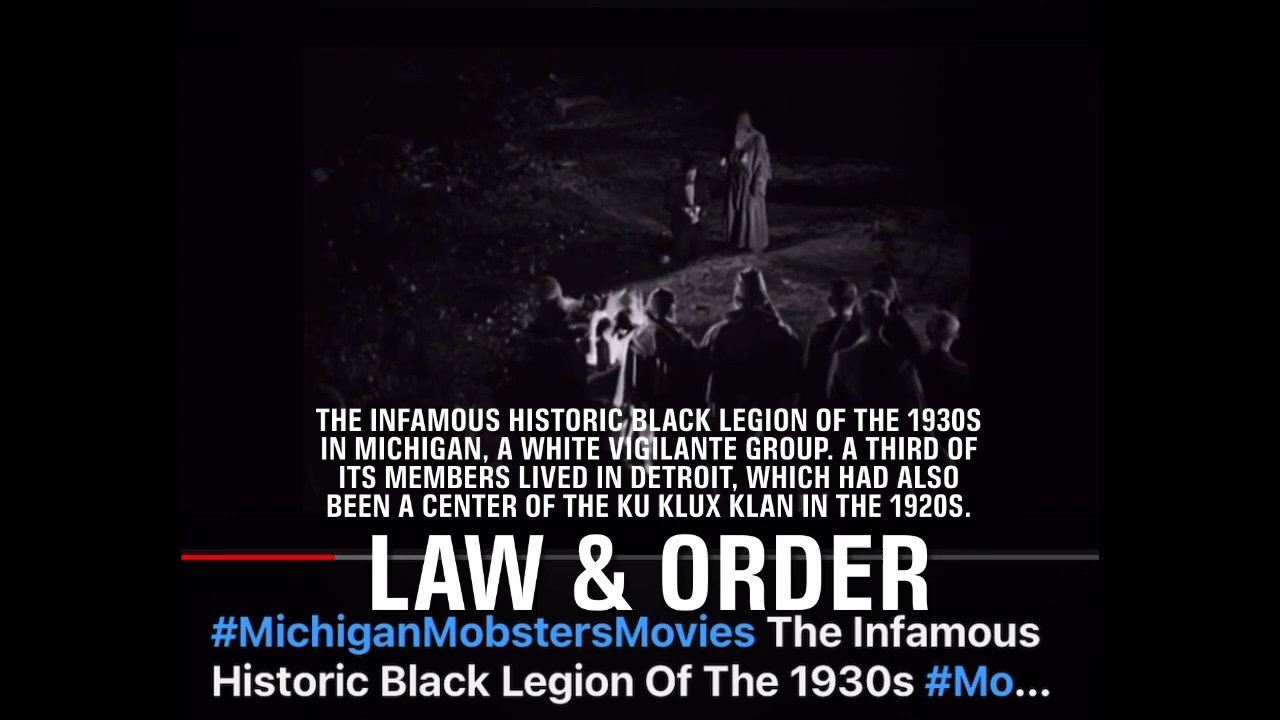 THE INFAMOUS HISTORIC BLACK LEGION OF THE 1930S
IN MICHIGAN, A WHITE VIGILANTE GROUP. A THIRD OF
ITS MEMBERS LIVED IN DETROIT, WHICH HAD ALSO
BEEN A CENTER OF THE KU KLUX KLAN IN THE 1920S.
LAW & ORDER
#MichiganMobstersMovies The Infamous
Historic Black Legion Of The 1930s #Mo...